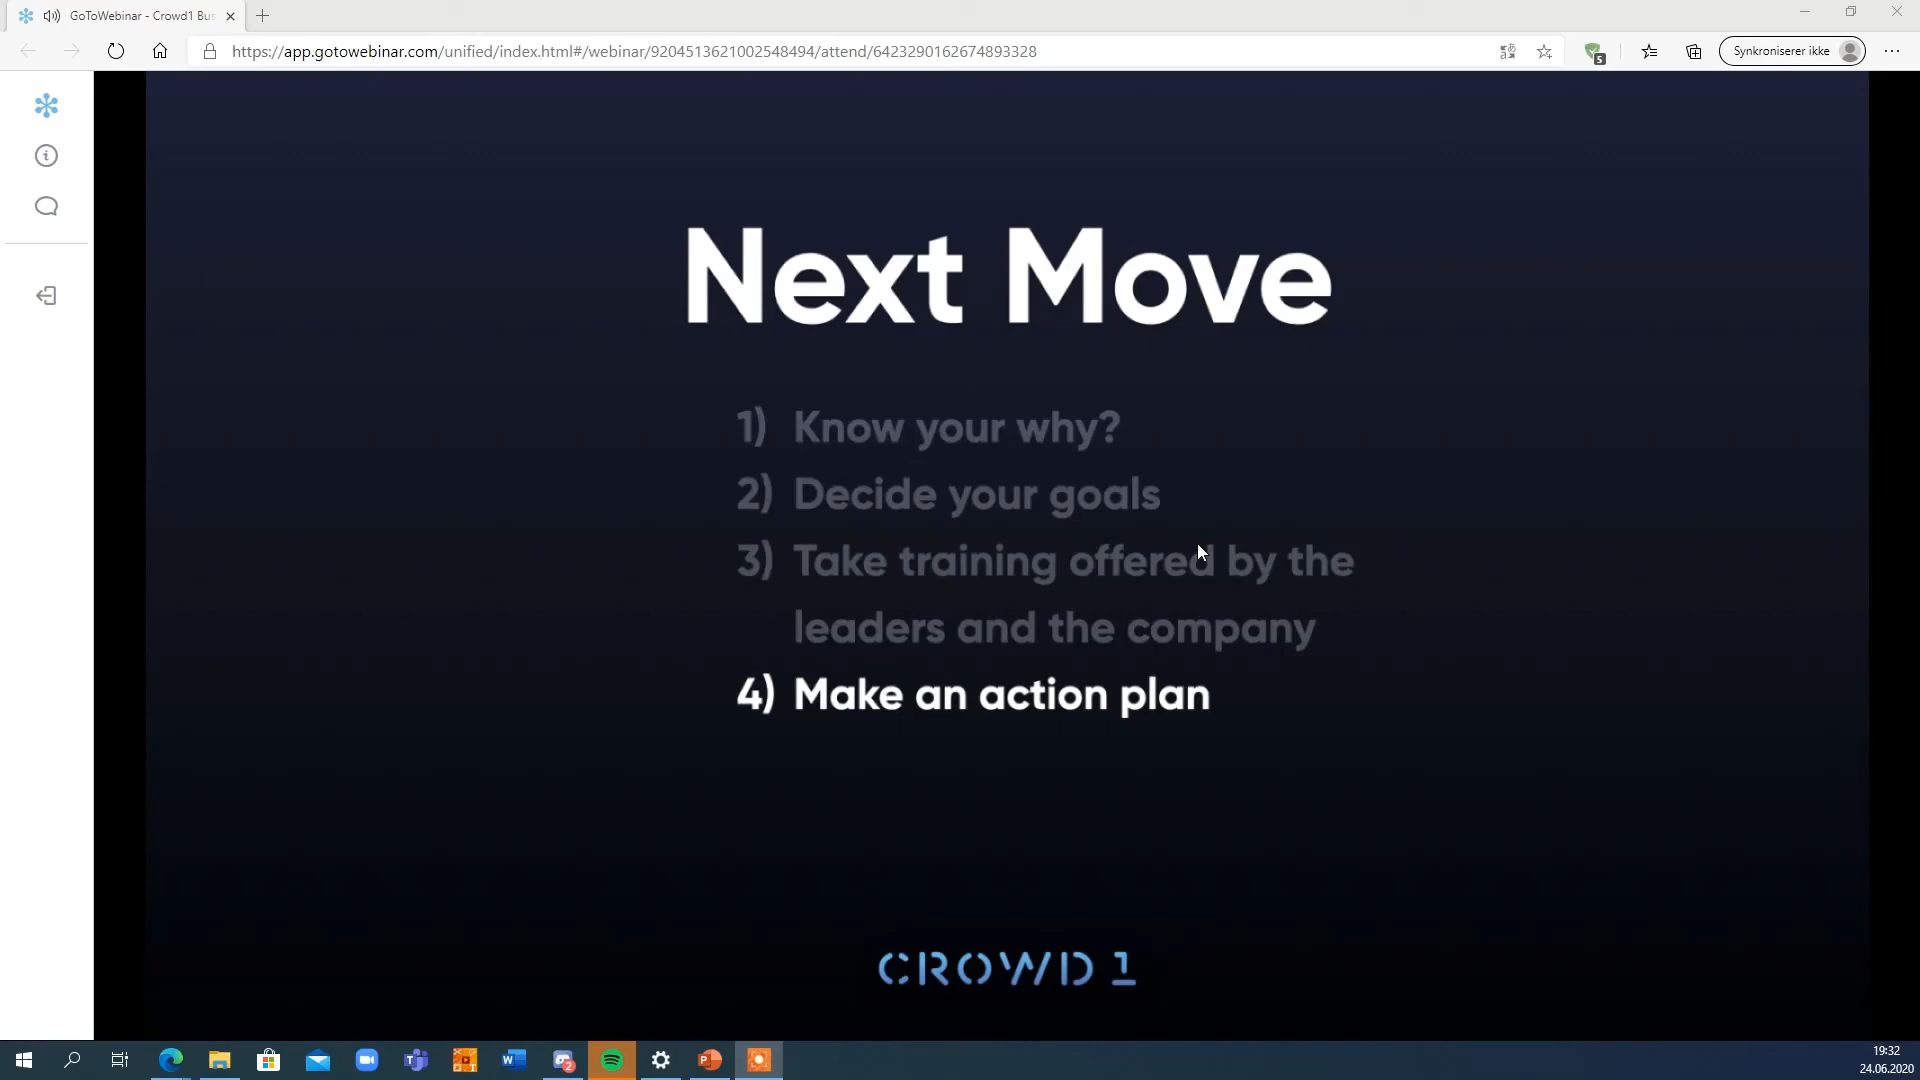 GoToWebinar - Crowd1 Bus
https://app.gotowebinar.com/unified/index.html#/webinar/9204513621002548494/attend/6423290162674893328
5
Synkroniserer ikke
Next Move
1) Know your why?
2) Decide your goals
3) Take training offered by the
leaders and the company
4) Make an action plan
CROWD 1
2
19:32
24.06.2020